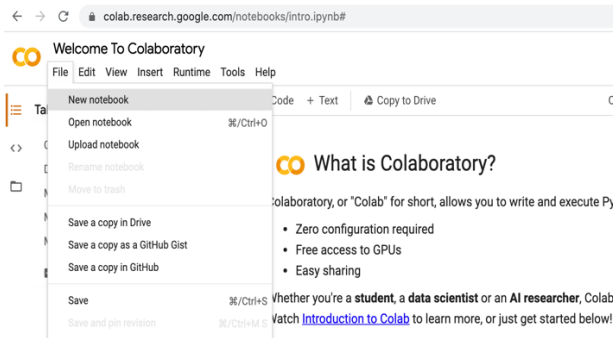 colab.research.google.com/notebooks/intro.ipynb#
Welcome To Colaboratory
File Edit View Insert Runtime Tools Help
Code + Text Copy to Drive
New notebook
Open notebook ⌘/Ctrl+O
Upload notebook
Rename notebook
Move to trash
Save a copy in Drive
Save a copy as a GitHub Gist
Save a copy in GitHub
Save ⌘/Ctrl+S
Save and pin revision ⌘/Ctrl+M S
What is Colaboratory?
olaboratory, or "Colab" for short, allows you to write and execute Py
• Zero configuration required
• Free access to GPUs
• Easy sharing
Whether you're a student, a data scientist or an AI researcher, Colab
Watch Introduction to Colab to learn more, or just get started below!